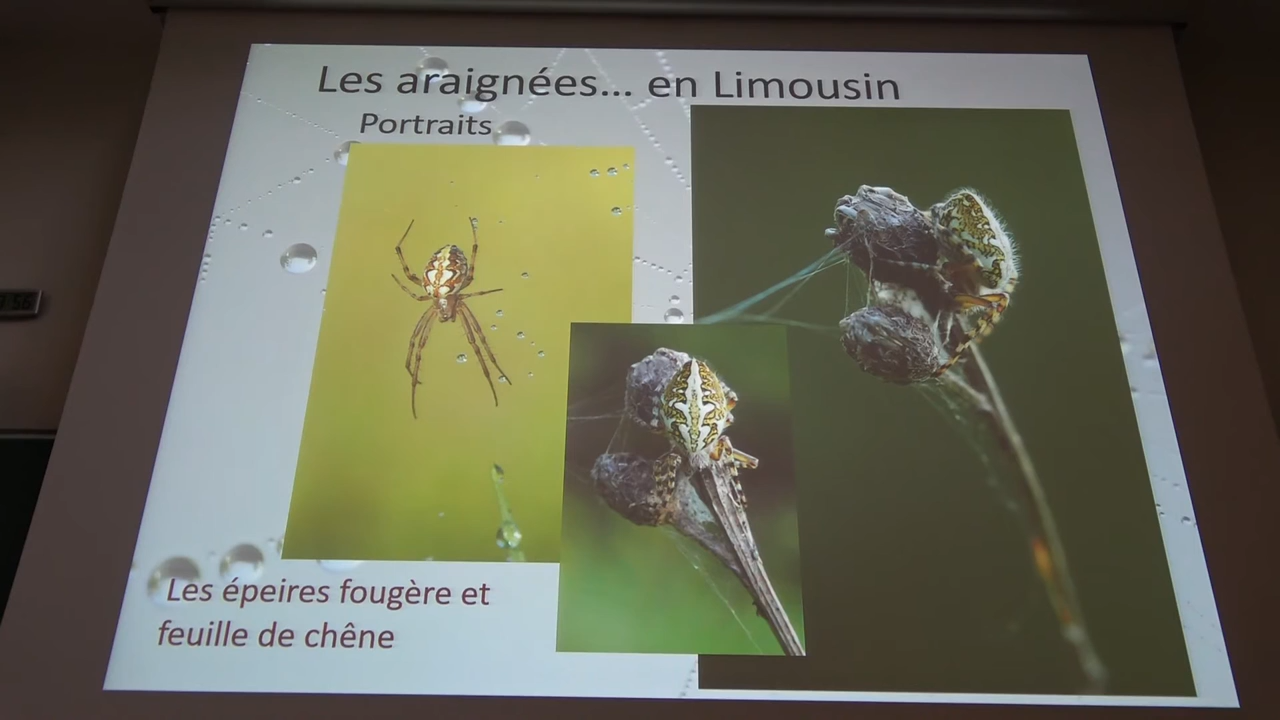 Les araignées... en Limousin
Portraits
Les épeires fougère et
feuille de chêne